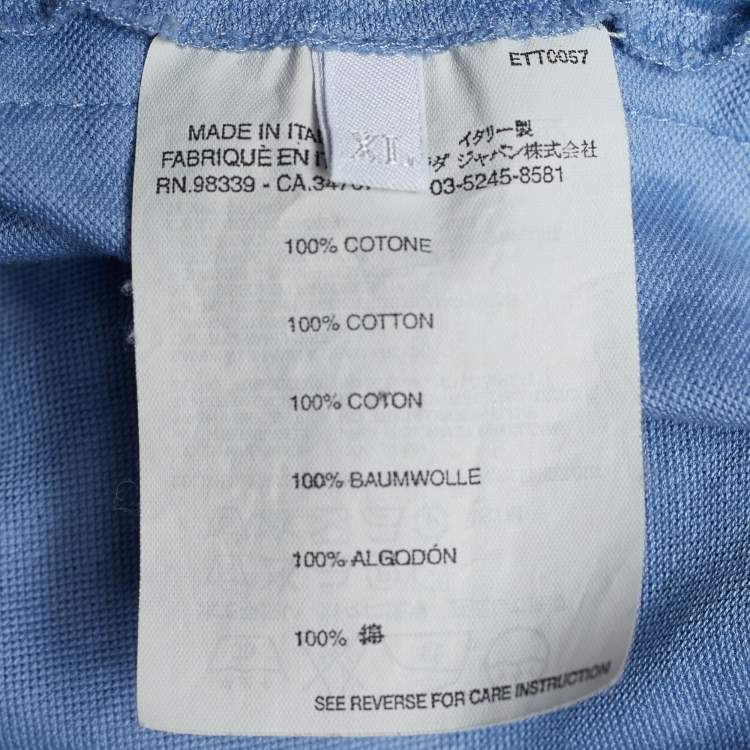 ETT0057
XL
MADE IN ITA
イタリー製
FABRIQUÈ EN I
ダ ジャパン株式会社
RN.98339 - CA.34
03-5245-8581
100% COTONE
100% COTTON
100% COTON
100% BAUMWOLLE
100% ALGODÓN
100% 綿
SEE REVERSE FOR CARE INSTRUCTION